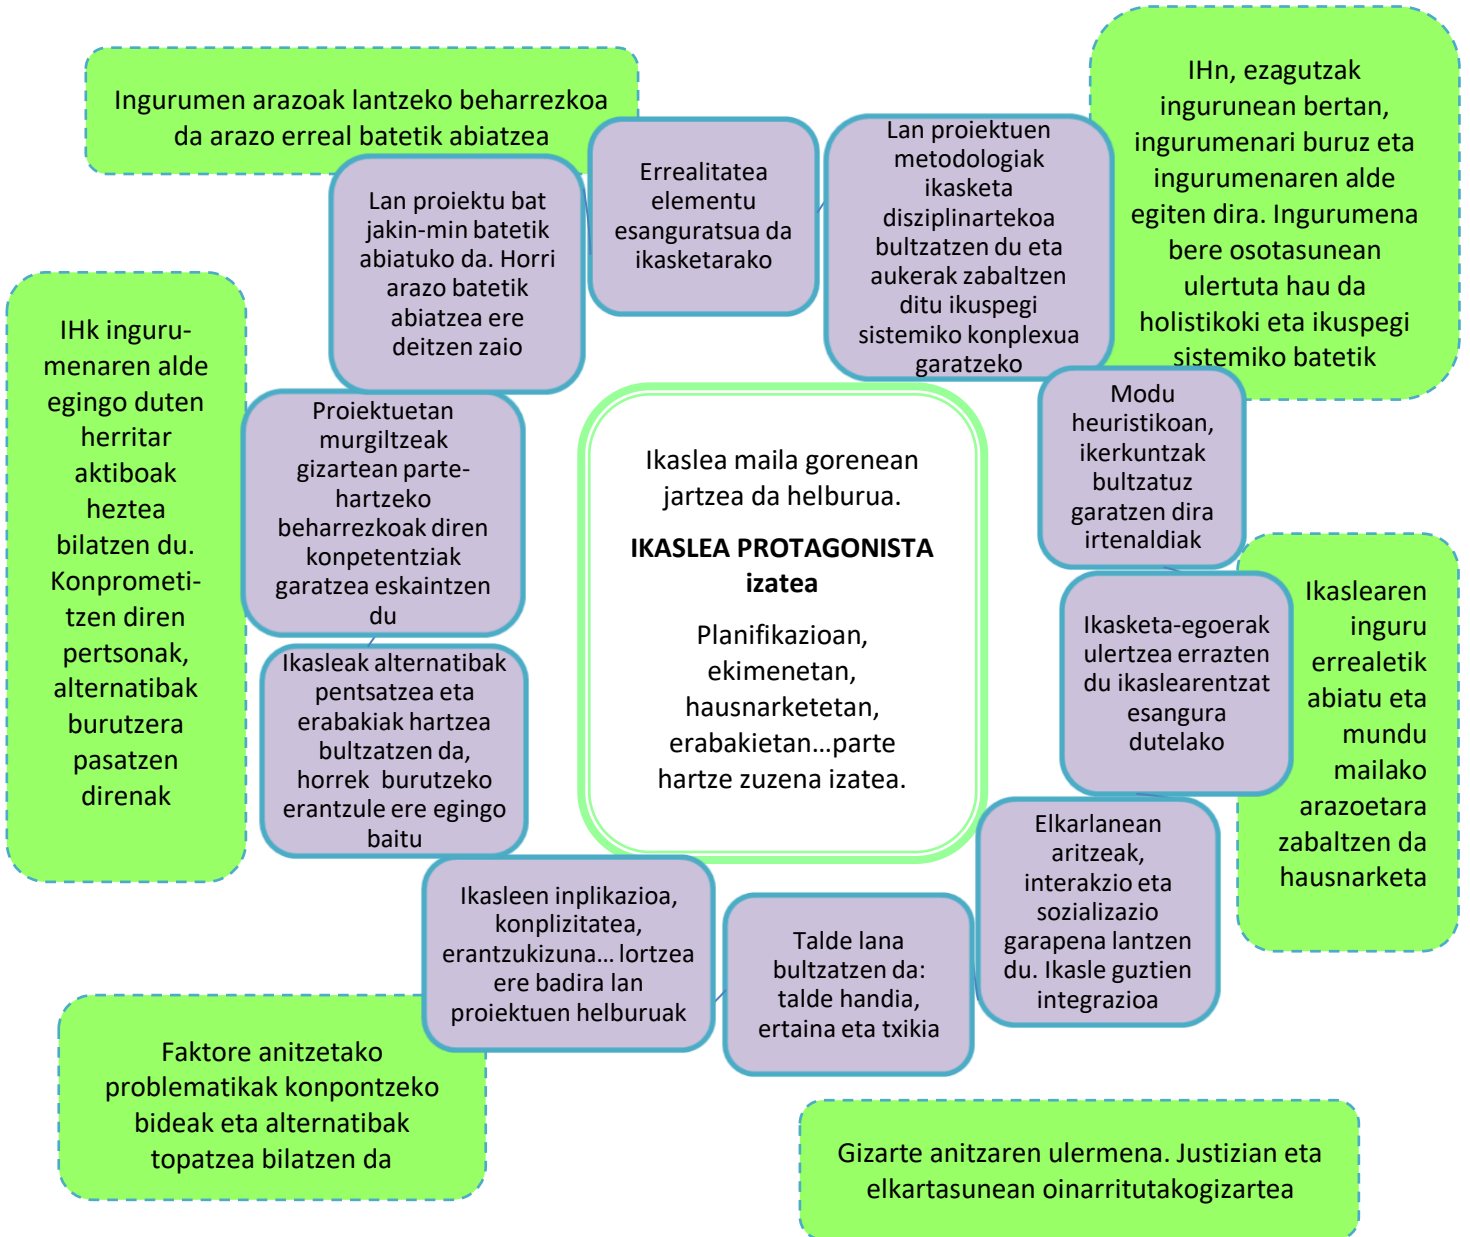 Ingurumen arazoak lantzeko beharrezkoa
da arazo erreal batetik abiatzea
IHn, ezagutzak
ingurunean bertan,
ingurumenari buruz eta
ingurumenaren alde
egiten dira. Ingurumena
bere osotasunean
ulertuta hau da
holistikoki eta ikuspegi
sistemiko batetik
Errealitatea
elementu
esanguratsua da
ikasketarako
Lan proiektuen
metodologiak
ikasketa
disziplinartekoa
bultzatzen du eta
aukerak zabaltzen
ditu ikuspegi
sistemiko konplexua
garatzeko
Lan proiektu bat
jakin-min batetik
abiatuko da. Horri
arazo batetik
abiatzea ere
deitzen zaio
IHk inguru-
menaren alde
egingo duten
herritar
aktiboak
heztea
bilatzen du.
Konprometi-
tzen diren
pertsonak,
alternatibak
burutzera
pasatzen
direnak
Proiektuetan
murgiltzeak
gizartean parte-
hartzeko
beharrezkoak diren
konpetentziak
garatzea eskaintzen
du
Ikaslea maila gorenean
jartzea da helburua.
IKASLEA PROTAGONISTA
izatea
Planifikazioan,
ekimenetan,
hausnarketetan,
erabakietan...parte
hartze zuzena izatea.
Modu
heuristikoan,
ikerkuntzak
bultzatuz
garatzen dira
irtenaldiak
Ikasketa-egoerak
ulertzea errazten
du ikaslearentzat
esangura
dutelako
Ikaslearen
inguru
errealetik
abiatu eta
mundu
mailako
arazoetara
zabaltzen da
hausnarketa
Ikasleak alternatibak
pentsatzea eta
erabakiak hartzea
bultzatzen da,
horrek  burutzeko
erantzule ere egingo
baitu
Elkarlanean
aritzeak,
interakzio eta
sozializazio
garapena lantzen
du. Ikasle guztien
integrazioa
Ikasleen inplikazioa,
konplizitatea,
erantzukizuna... lortzea
ere badira lan
proiektuen helburuak
Talde lana
bultzatzen da:
talde handia,
ertaina eta txikia
Faktore anitzetako
problematikak konpontzeko
bideak eta alternatibak
topatzea bilatzen da
Gizarte anitzaren ulermena. Justizian eta
elkartasunean oinarritutakogizartea